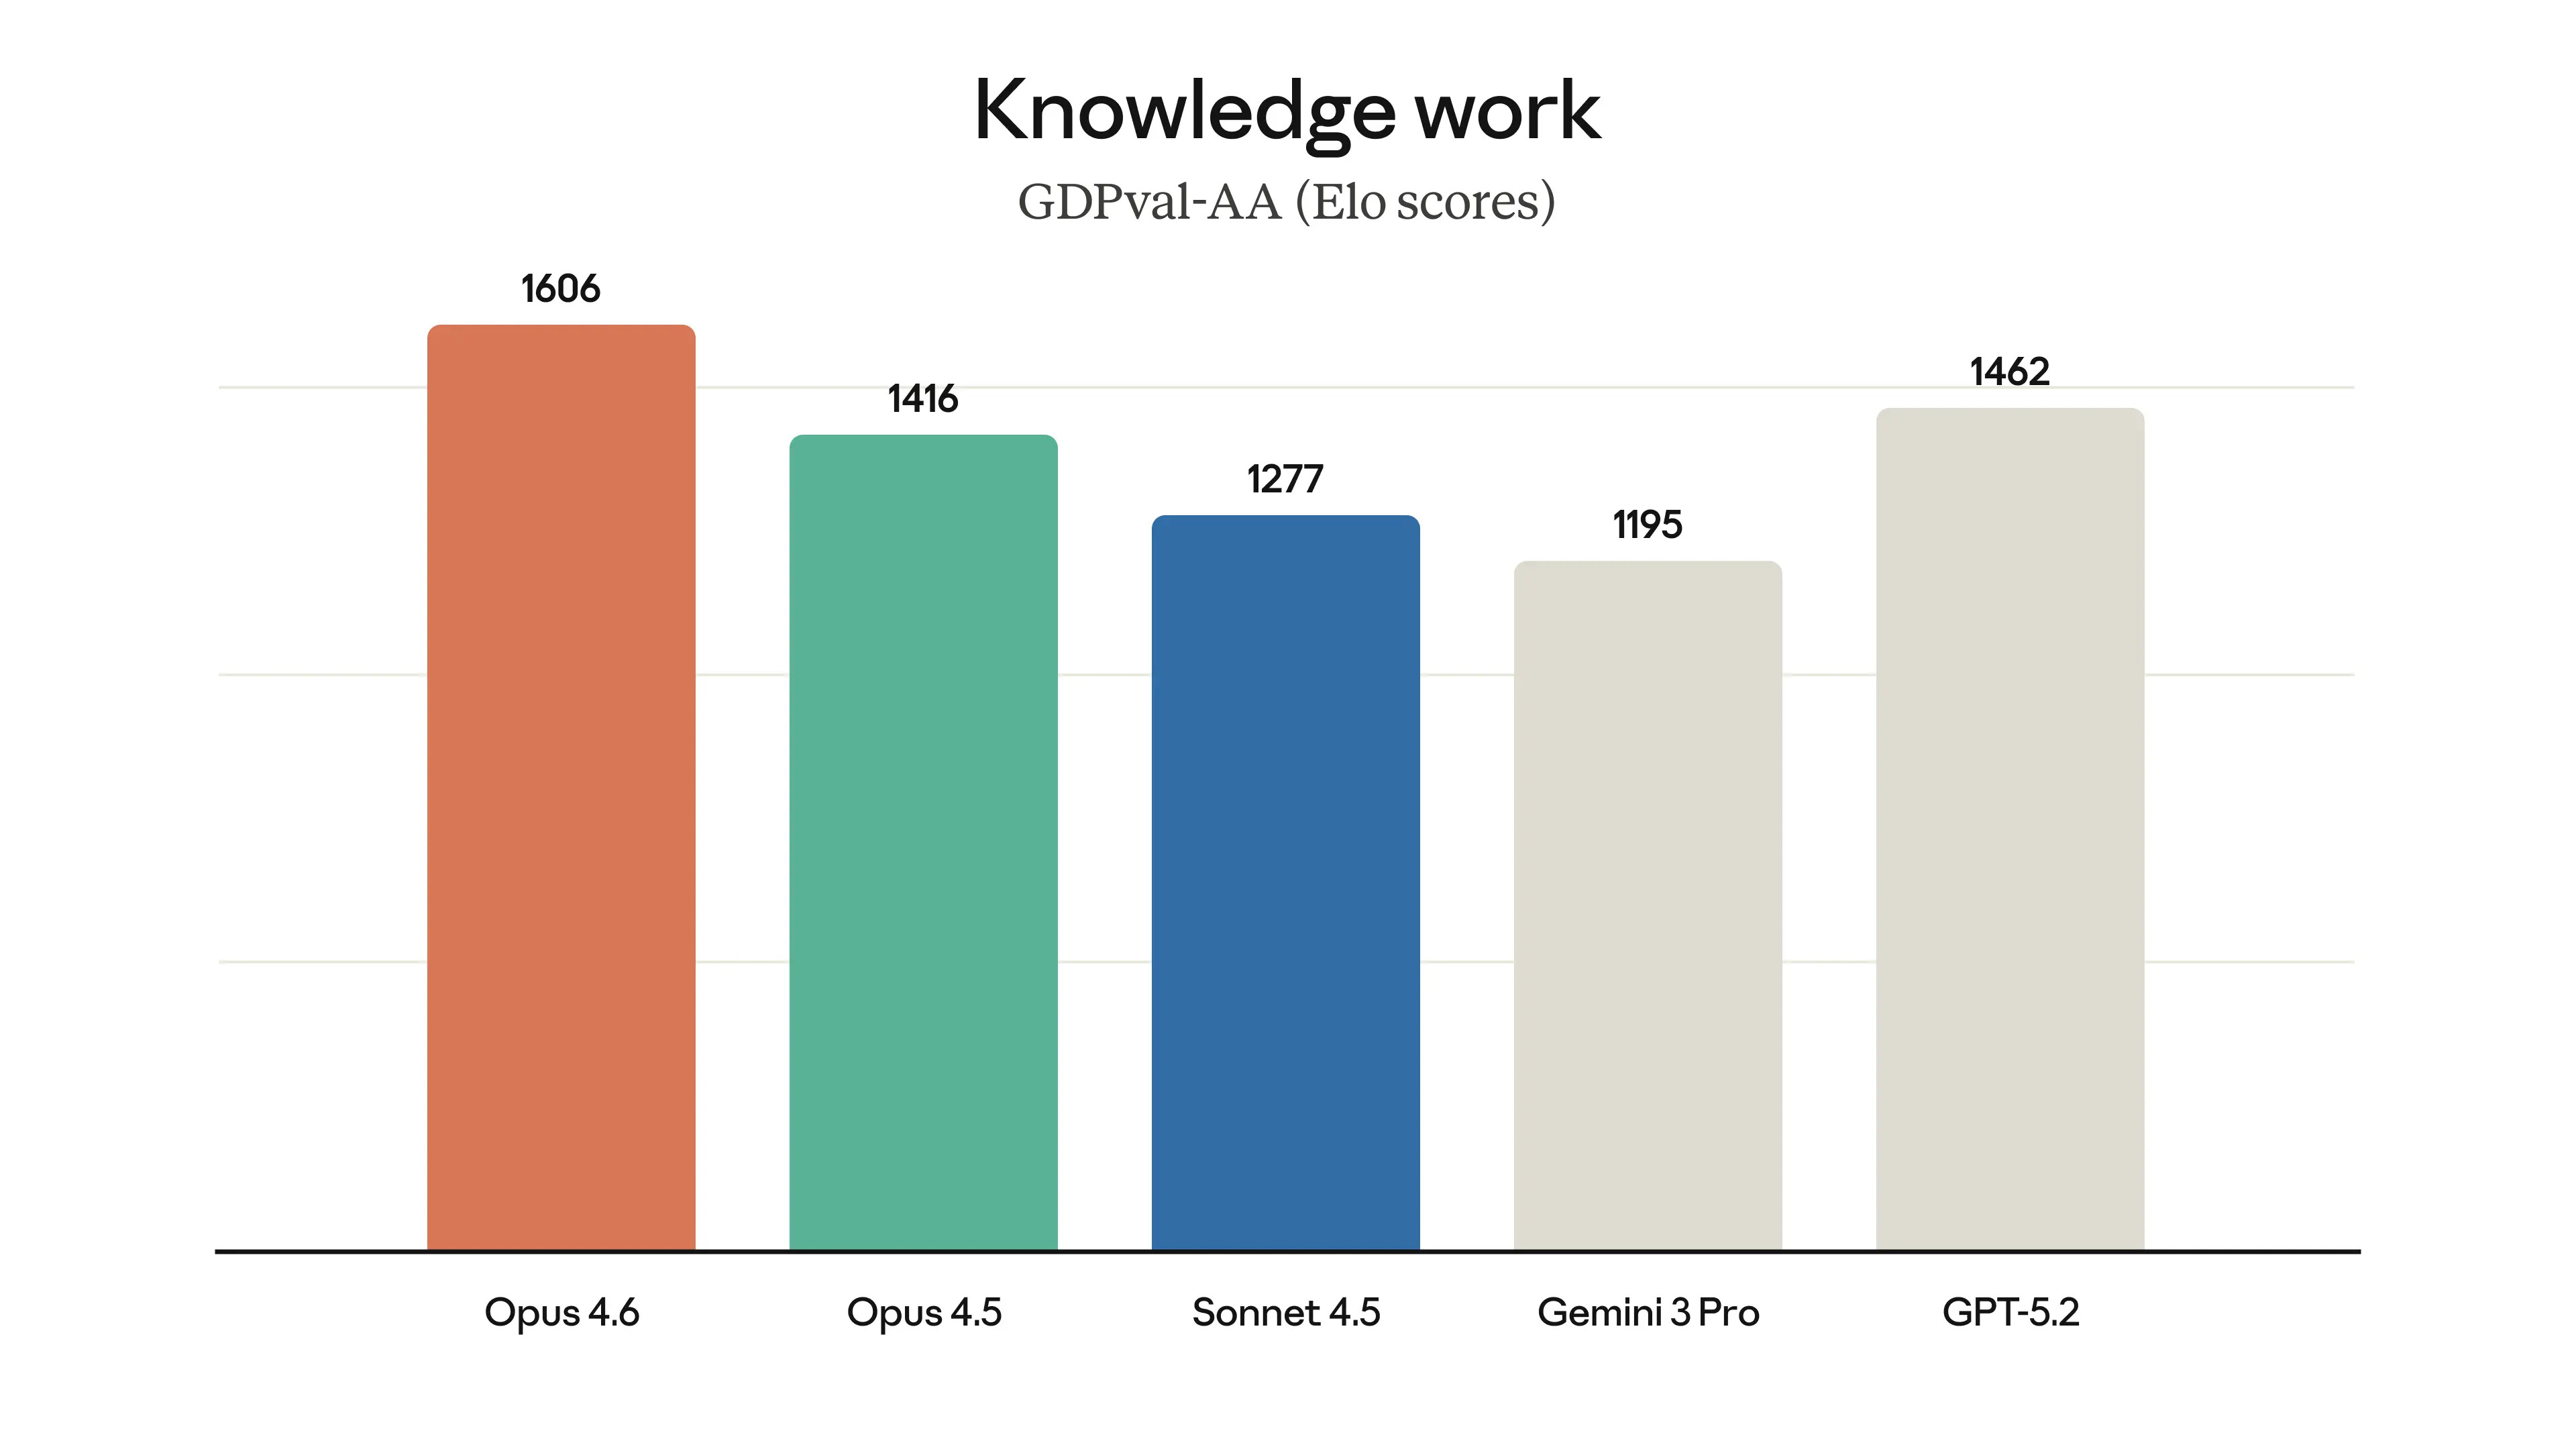 Knowledge work
GDPval-AA (Elo scores)
1606
1416
1277
1195
1462
Opus 4.6
Opus 4.5
Sonnet 4.5
Gemini 3 Pro
GPT-5.2